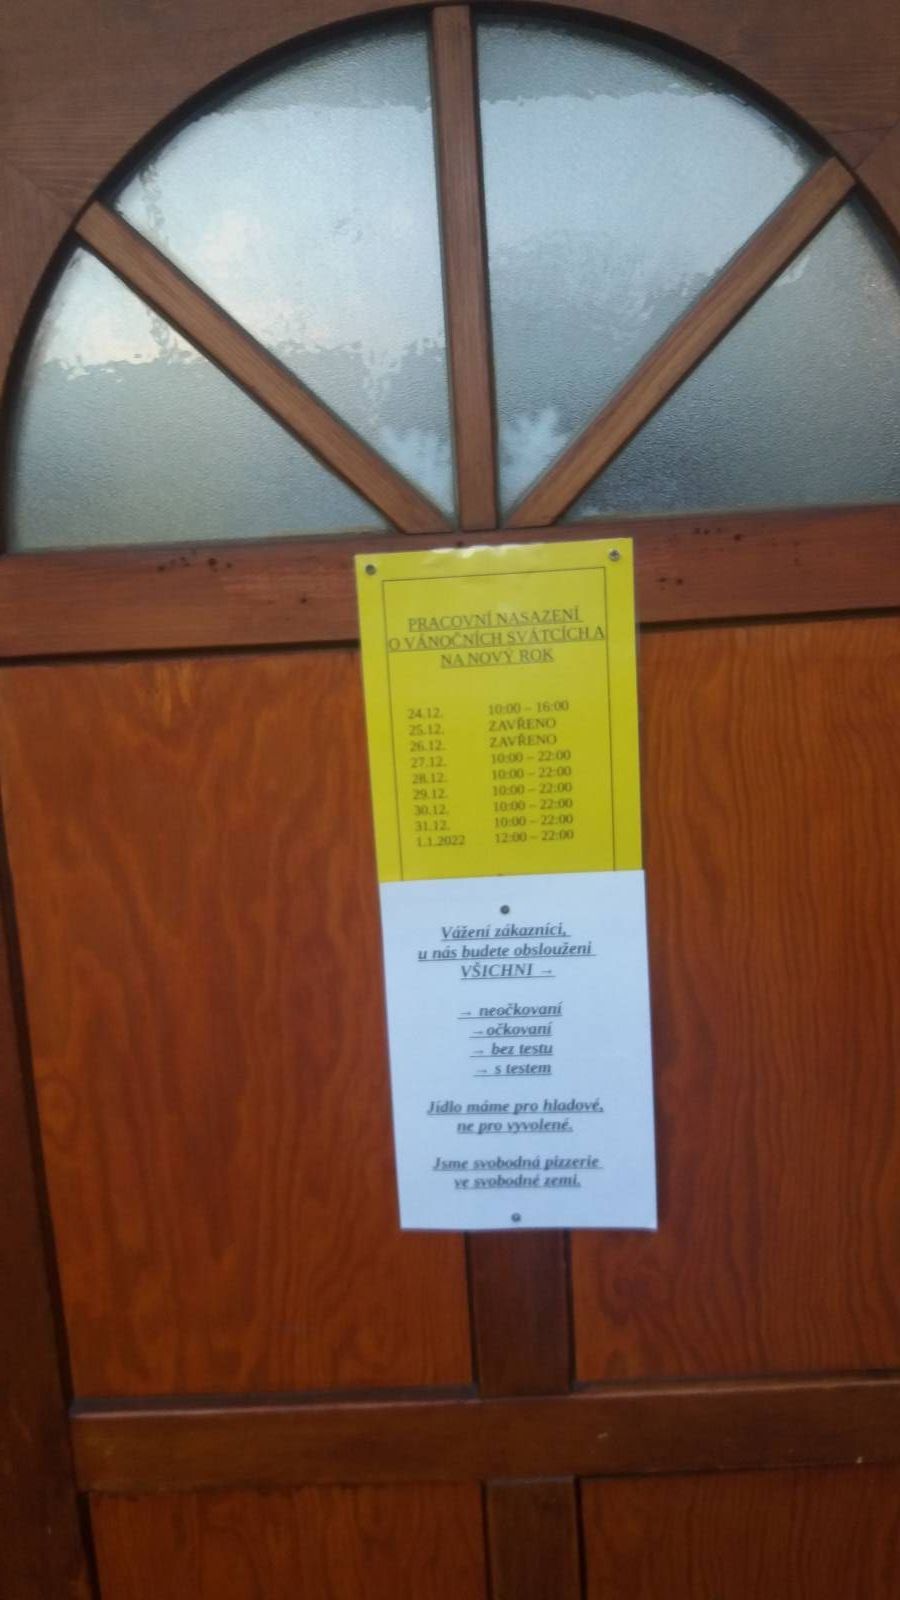 PRACOVNÍ NASAZENÍ
O VÁNOČNÍCH SVÁTCÍCH A
NA NOVÝ ROK
24.12. 10:00 – 16:00
25.12. ZAVŘENO
26.12. ZAVŘENO
27.12. 10:00 – 22:00
28.12. 10:00 – 22:00
29.12. 10:00 – 22:00
30.12. 10:00 – 22:00
31.12. 10:00 – 22:00
1.1.2022 12:00 – 22:00
Vážení zákazníci,
u nás budete obslouženi
VŠICHNI →
→ neočkovaní
→očkovaní
→ bez testu
→ s testem
Jídlo máme pro hladové,
ne pro vyvolené.
Jsme svobodná pizzerie
ve svobodné zemi.